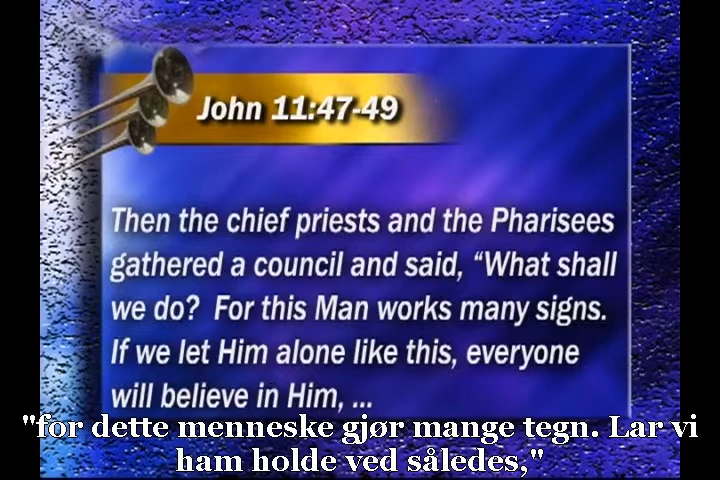 John 11:47-49
Then the chief priests and the Pharisees
gathered a council and said, “What shall
we do?  For this Man works many signs.
If we let Him alone like this, everyone
will believe in Him, ...
"for dette menneske gjør mange tegn. Lar vi
ham holde ved således,"